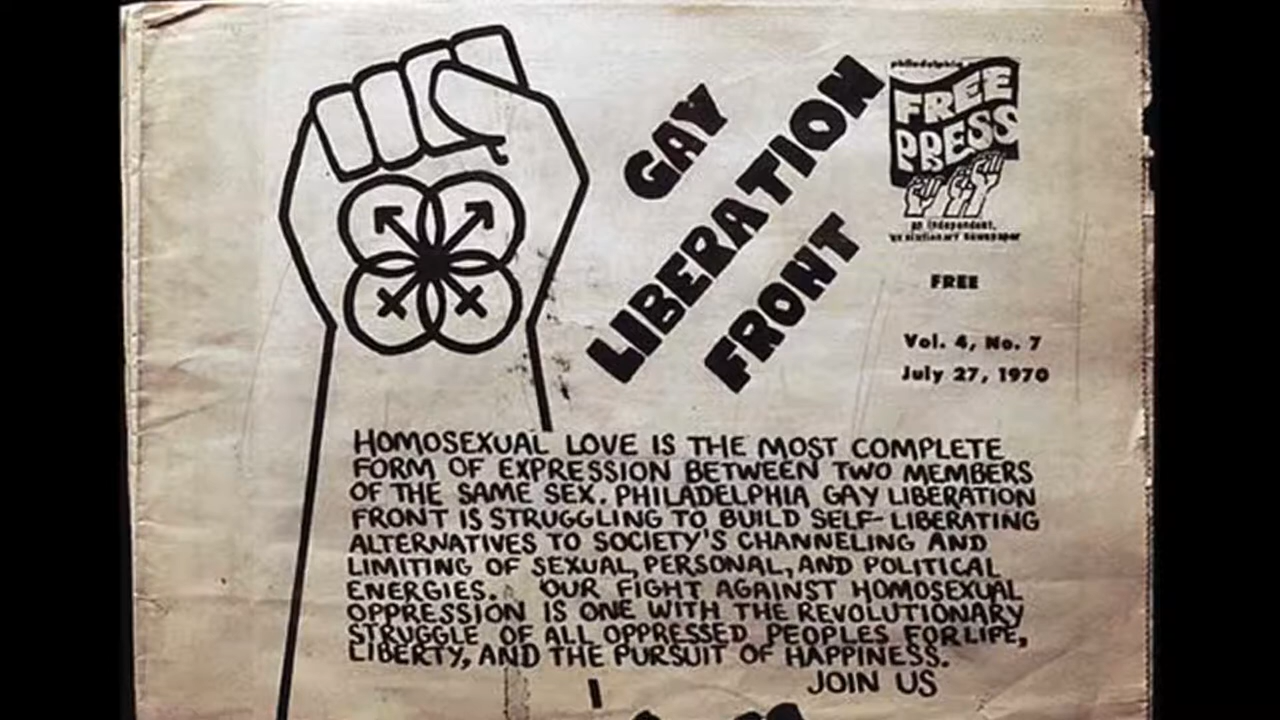 GAY
LIBERATION
FRONT
philadelphia
FREE
PRESS
an independent,
NEWSPAPER
FREE
Vol. 4, No. 7
July 27, 1970
HOMOSEXUAL LOVE IS THE MOST COMPLETE
FORM OF EXPRESSION BETWEEN TWO MEMBERS
OF THE SAME SEX. PHILADELPHIA GAY LIBERATION
FRONT IS STRUGGLING TO BUILD SELF-LIBERATING
ALTERNATIVES TO SOCIETY'S CHANNELING AND
LIMITING OF SEXUAL, PERSONAL, AND POLITICAL
ENERGIES. OUR FIGHT AGAINST HOMOSEXUAL
OPPRESSION IS ONE WITH THE REVOLUTIONARY
STRUGGLE OF ALL OPPRESSED PEOPLES FOR LIFE,
LIBERTY, AND THE PURSUIT OF HAPPINESS.
JOIN US